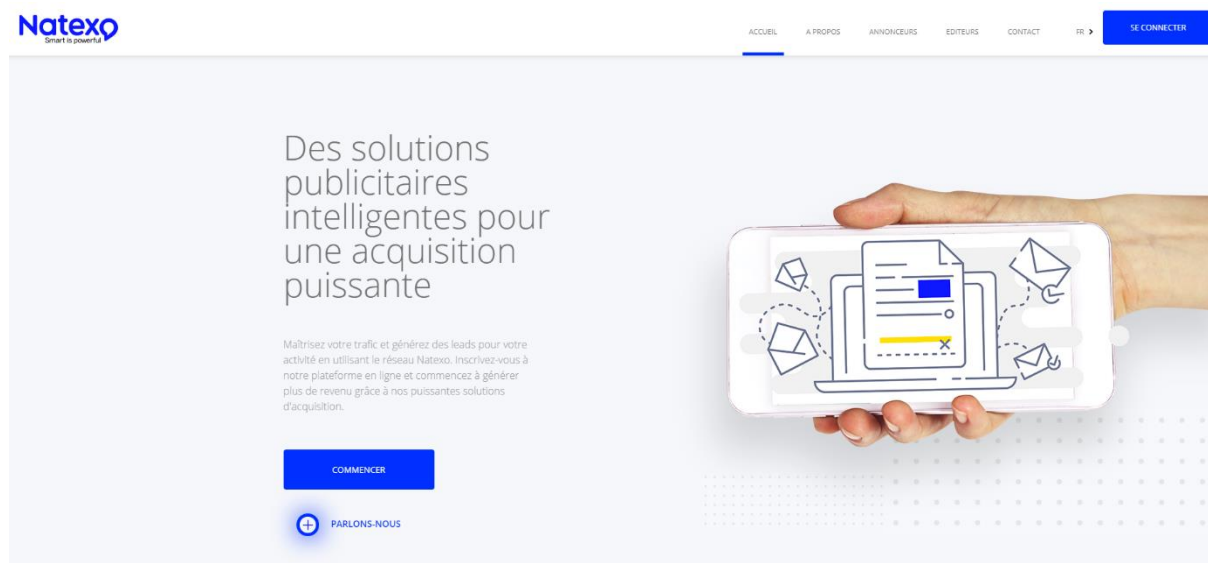 Natexo
Smart is powerful
ACCUEIL
A PROPOS
ANNONCEURS
EDITEURS
CONTACT
FR
SE CONNECTER
Des solutions
publicitaires
intelligentes pour
une acquisition
puissante
Maîtrisez votre trafic et générez des leads pour votre
activité en utilisant le réseau Natexo. Inscrivez-vous à
notre plateforme en ligne et commencez à générer
plus de revenu grâce à nos puissantes solutions
d'acquisition.
COMMENCER
PARLONS-NOUS